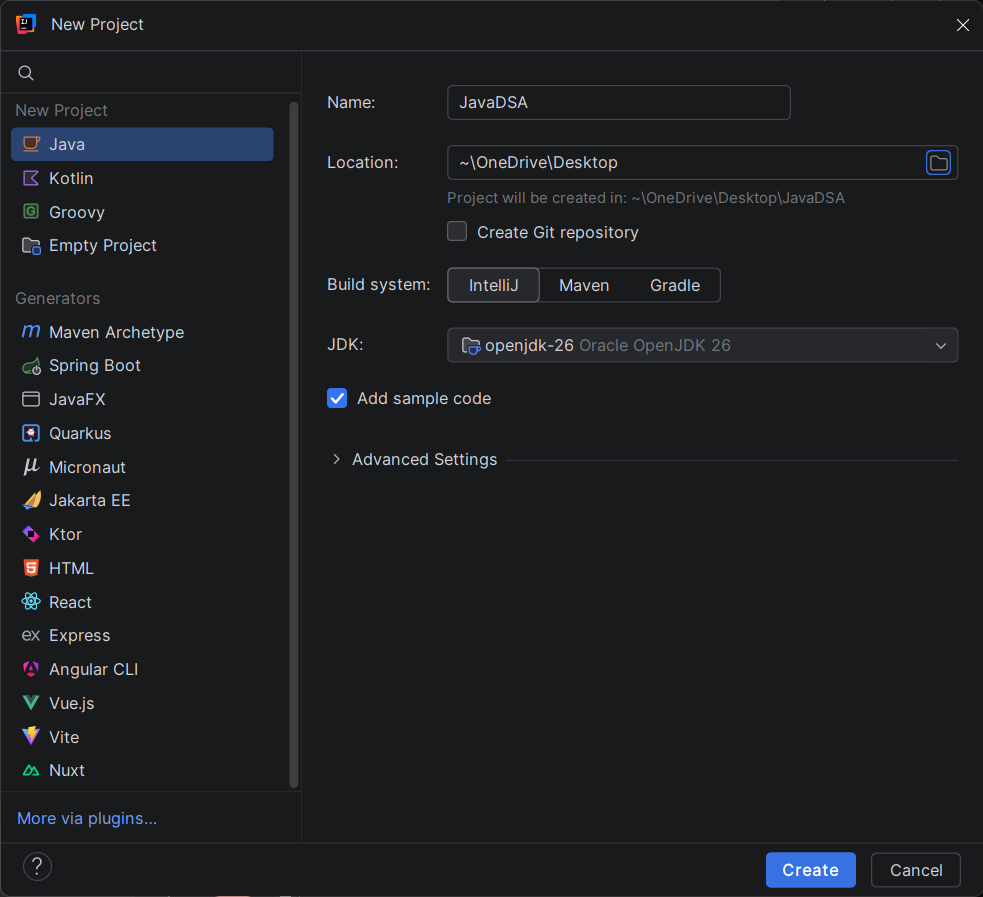 New Project
New Project
Java
Kotlin
Groovy
Empty Project
Generators
Maven Archetype
Spring Boot
JavaFX
Quarkus
Micronaut
Jakarta EE
Ktor
HTML
React
Express
Angular CLI
Vue.js
Vite
Nuxt
More via plugins...
Name: JavaDSA
Location: ~\OneDrive\Desktop
Project will be created in: ~\OneDrive\Desktop\JavaDSA
Create Git repository
Build system: IntelliJ Maven Gradle
JDK: openjdk-26 Oracle OpenJDK 26
Add sample code
Advanced Settings
? Create Cancel